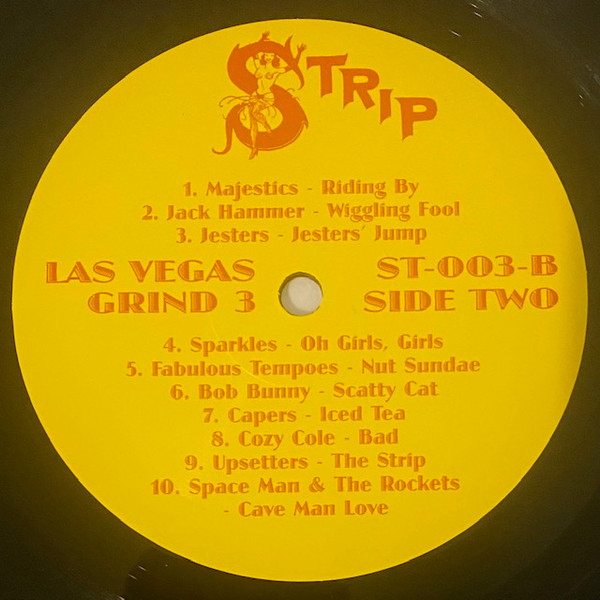 STRIP
1. Majestics - Riding By
2. Jack Hammer - Wiggling Fool
3. Jesters - Jesters' Jump
LAS VEGAS
GRIND 3
ST-003-B
SIDE TWO
4. Sparkles - Oh Girls, Girls
5. Fabulous Tempoes - Nut Sundae
6. Bob Bunny - Scatty Cat
7. Capers - Iced Tea
8. Cozy Cole - Bad
9. Upsetters - The Strip
10. Space Man & The Rockets
- Cave Man Love